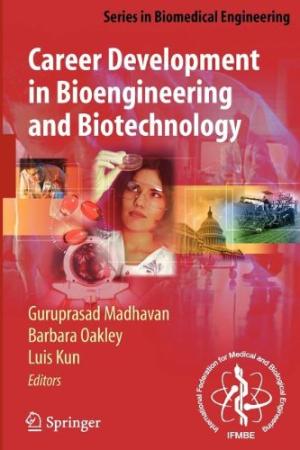 Series in Biomedical Engineering
Career Development
in Bioengineering
and Biotechnology
Guruprasad Madhavan
Barbara Oakley
Luis Kun
Editors
Springer
International Federation for Medical and Biological Engineering
IFMBE